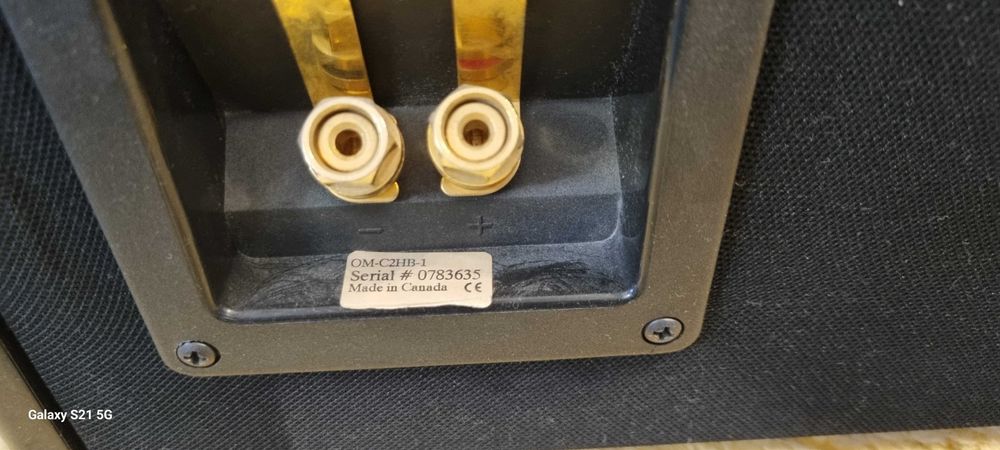 − +
OM-C2HB-1
Serial # 0783635
Made in Canada CE
Galaxy S21 5G